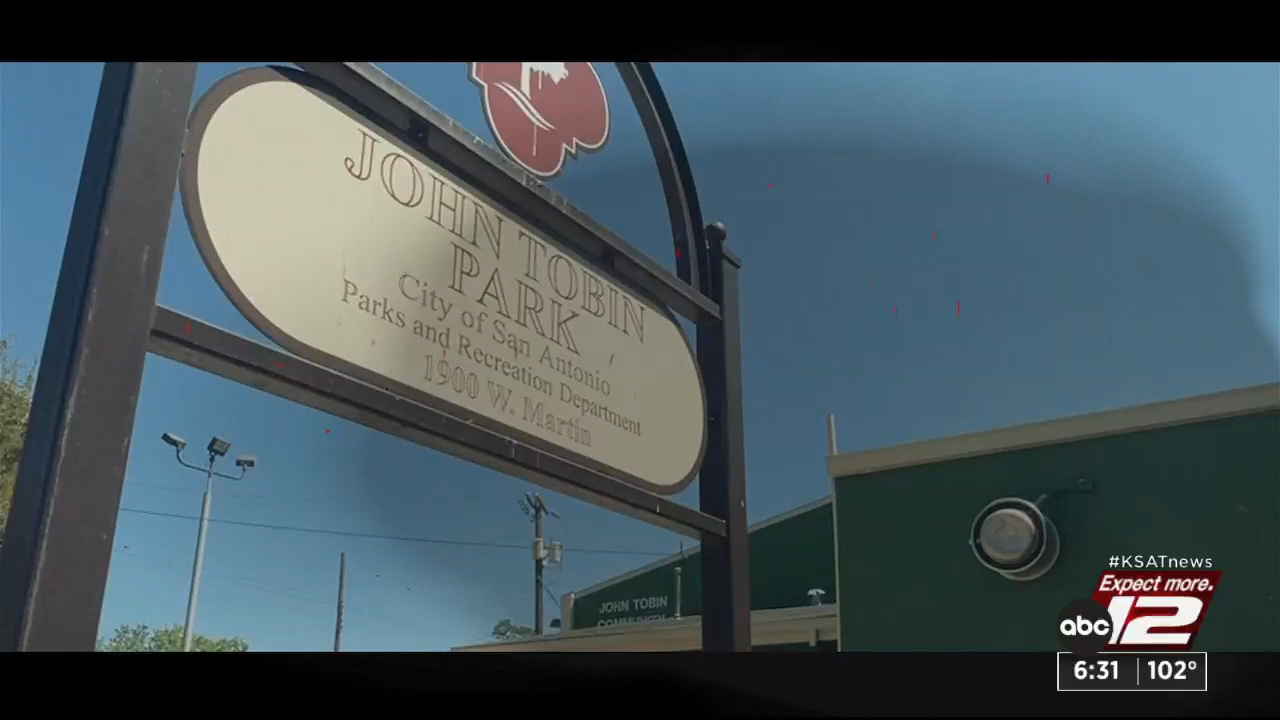 JOHN TOBIN
PARK
City of San Antonio
Parks and Recreation Department
1900 W. Martin
JOHN TOBIN
COMMUNITY
#KSATnews
Expect more.
abc 12
6:31 102°